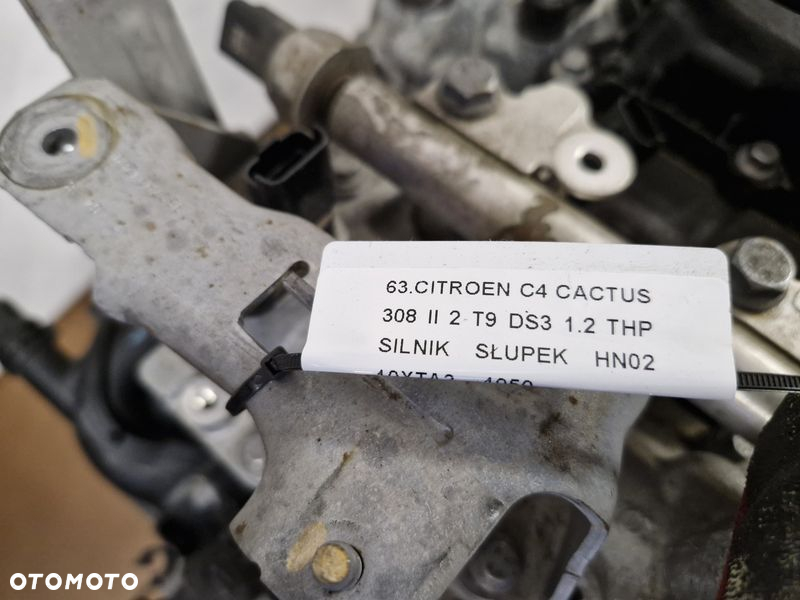 63.CITROEN C4 CACTUS
308 II 2 T9 DS3 1.2 THP
SILNIK SŁUPEK HN02
OTOMOTO